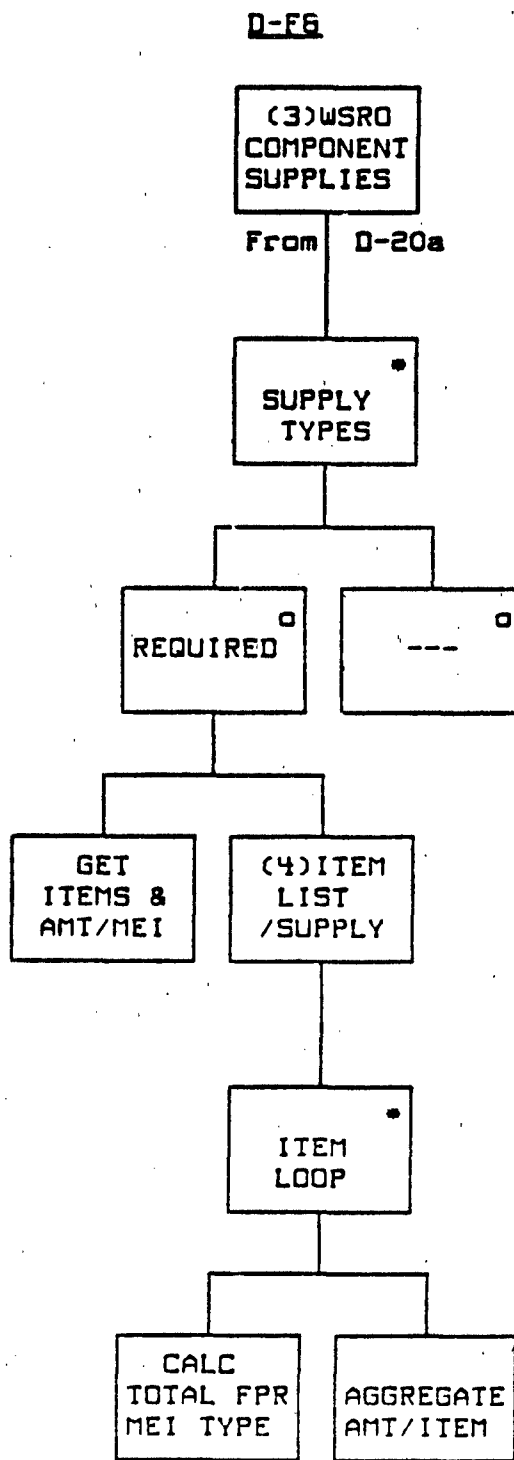 D-F6
(3)WSRO
COMPONENT
SUPPLIES
From D-20a
*
SUPPLY
TYPES
o
REQUIRED
o
---
GET
ITEMS &
AMT/MEI
(4)ITEM
LIST
/SUPPLY
*
ITEM
LOOP
CALC
TOTAL FPR
MEI TYPE
AGGREGATE
AMT/ITEM